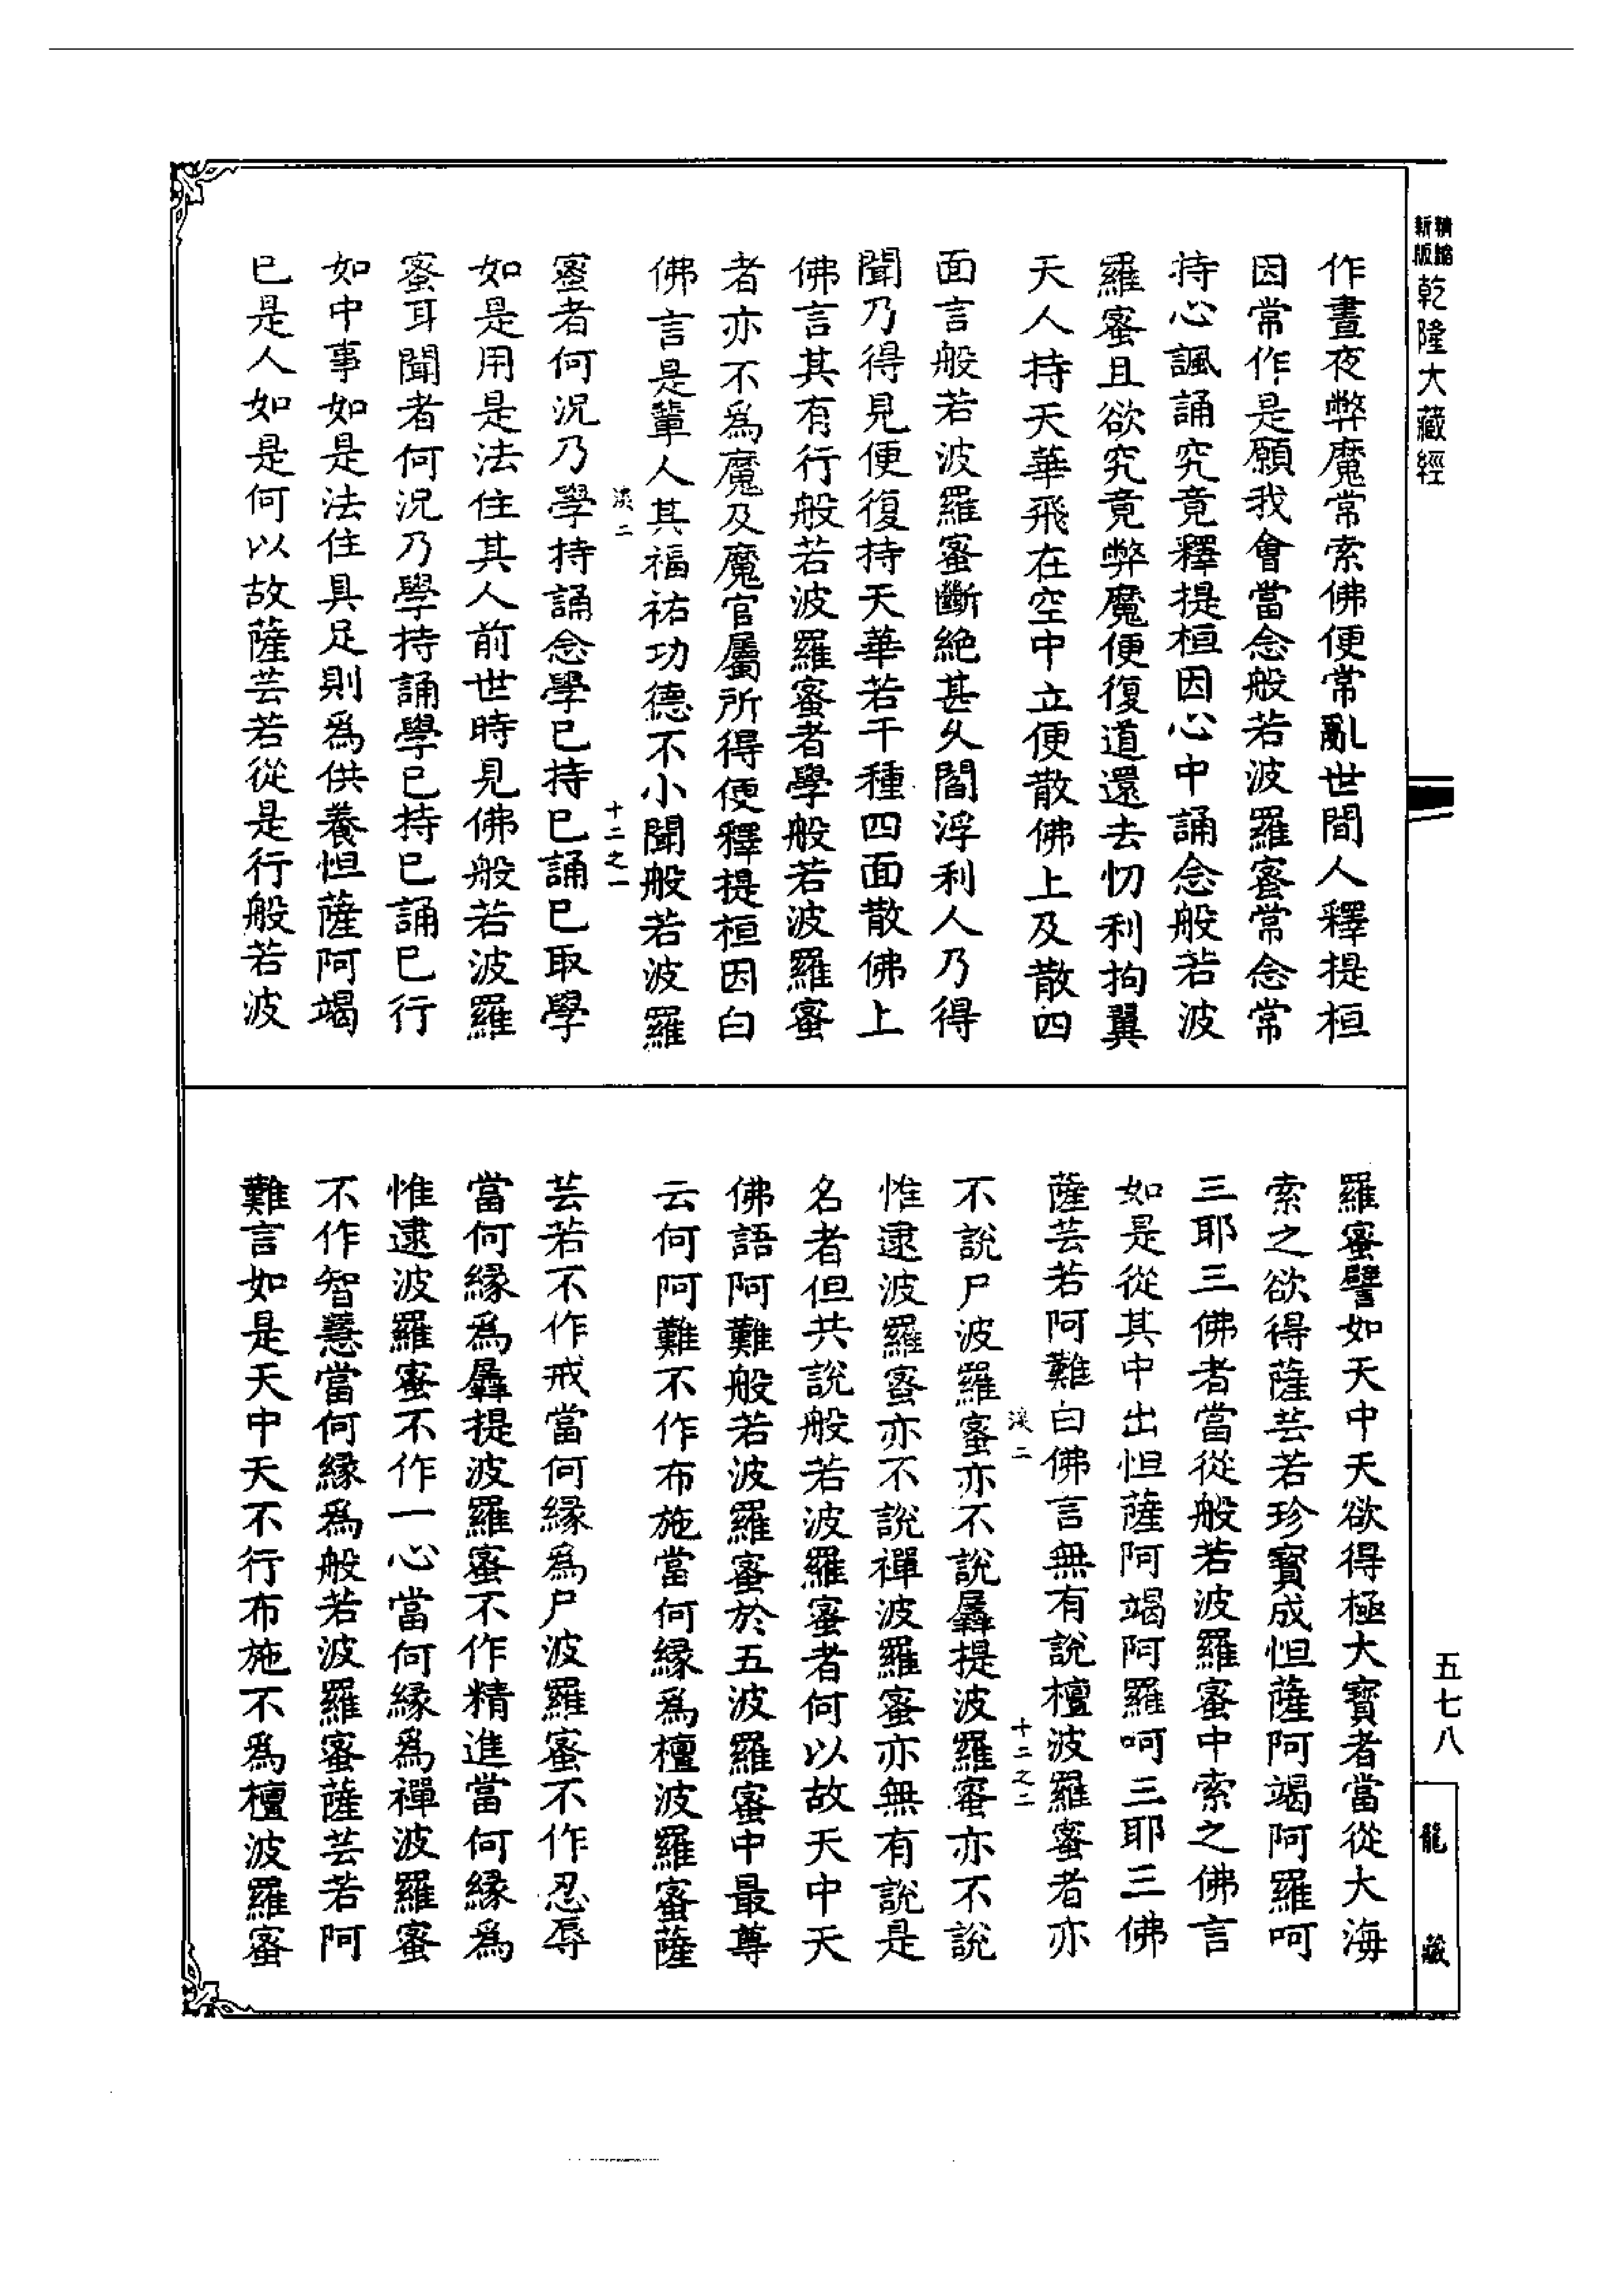 精縮新版乾隆大藏經
作晝夜弊魔常索佛便常亂世間人釋提桓
因常作是願我會當念般若波羅蜜常念常
持心諷誦究竟釋提桓因心中誦念般若波
羅蜜且欲究竟弊魔便復道還去忉利拘翼
天人持天華飛在空中立便散佛上及散四
面言般若波羅蜜斷絶甚久閻浮利人乃得
聞乃得見便復持天華若干種四面散佛上
佛言其有行般若波羅蜜者學般若波羅蜜
者亦不爲魔及魔官屬所得便釋提桓因白
佛言是輩人其福祐功德不小聞般若波羅
二 十二之一
蜜者何況乃學持誦念學已持已誦已取學
如是用是法住其人前世時見佛般若波羅
蜜耳聞者何況乃學持誦學已持已誦已行
如中事如是法住具足則爲供養怛薩阿竭
已是人如是何以故薩芸若從是行般若波
羅蜜譬如天中天欲得極大寶者當從大海
索之欲得薩芸若珍寶成怛薩阿竭阿羅呵
三耶三佛者當從般若波羅蜜中索之佛言
如是從其中出怛薩阿竭阿羅呵三耶三佛
薩芸若阿難白佛言無有說檀波羅蜜者亦
二 十二之二
不說尸波羅蜜亦不說羼提波羅蜜亦不說
惟逮波羅蜜亦不說禪波羅蜜亦無有說是
名者但共說般若波羅蜜者何以故天中天
佛語阿難般若波羅蜜於五波羅蜜中最尊
云何阿難不作布施當何緣爲檀波羅蜜薩
芸若不作戒當何緣爲尸波羅蜜不作忍辱
當何緣爲羼提波羅蜜不作精進當何緣爲
惟逮波羅蜜不作一心當何緣爲禪波羅蜜
不作智慧當何緣爲般若波羅蜜薩芸若阿
難言如是天中天不行布施不爲檀波羅蜜
五七八
龍藏